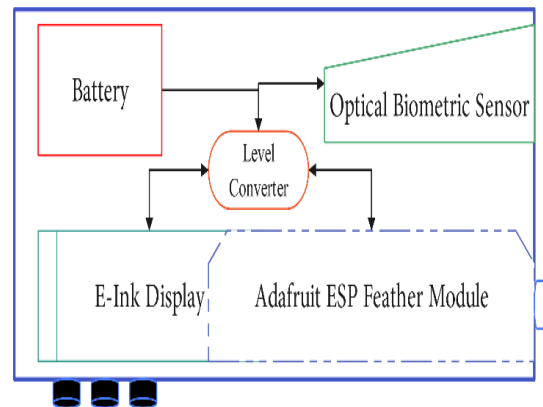 Battery
Optical Biometric Sensor
Level
Converter
E-Ink Display
Adafruit ESP Feather Module